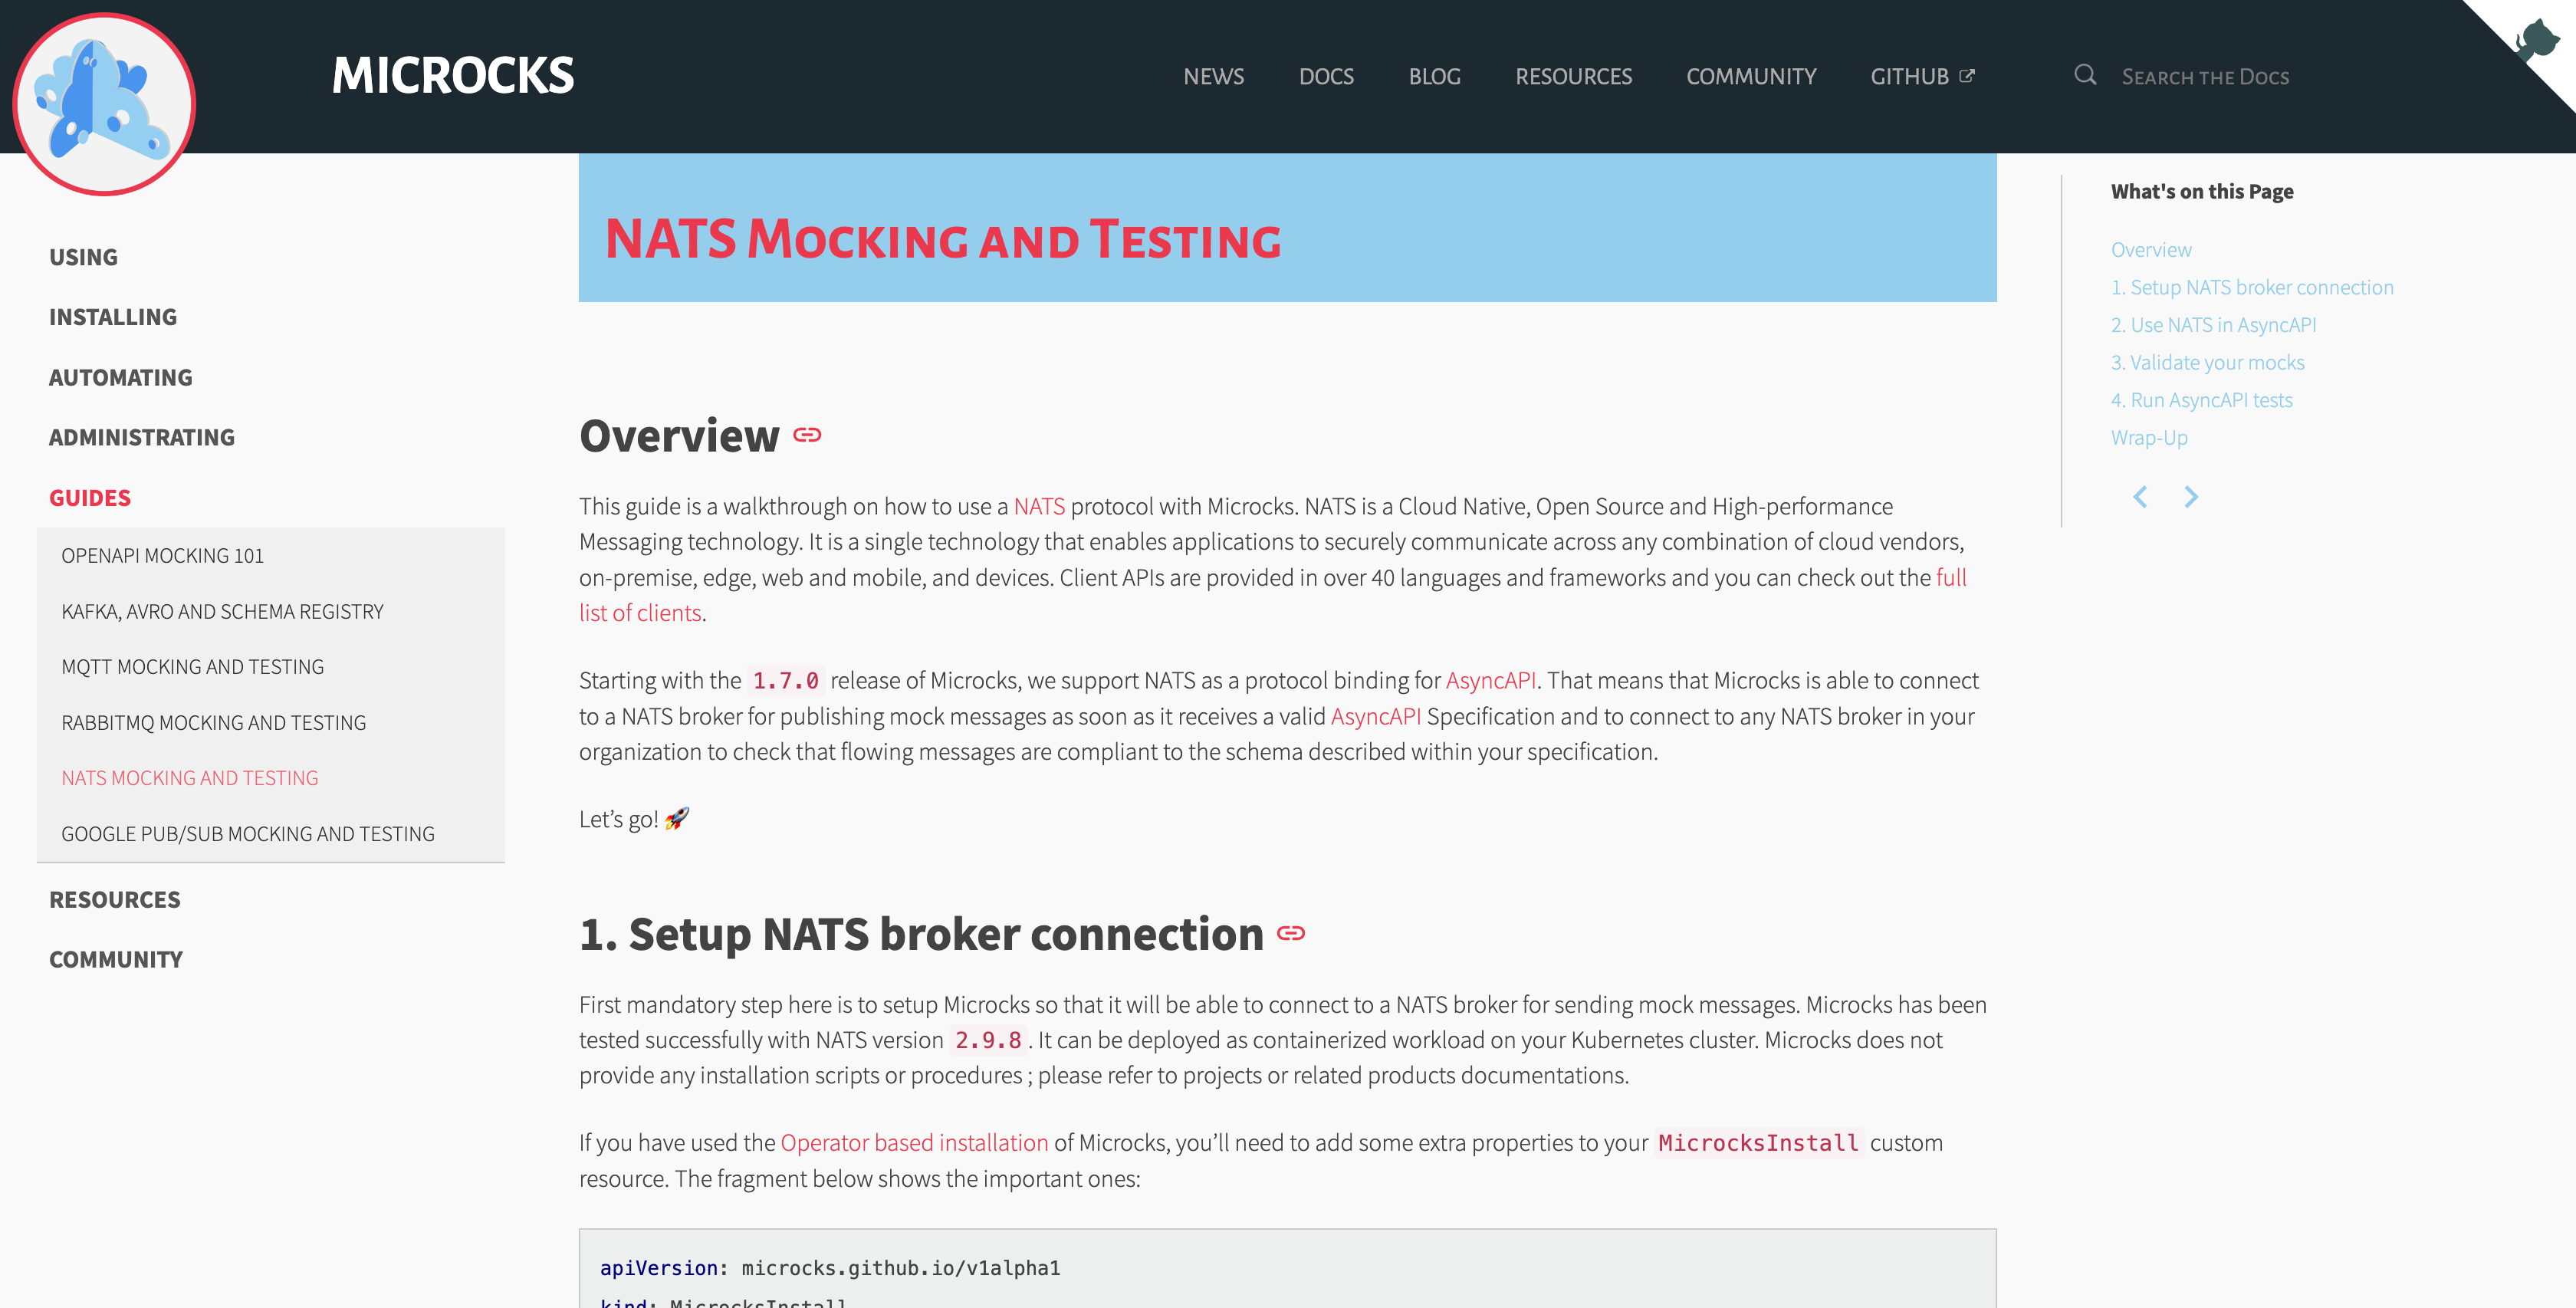 MICROCKS
NEWS
DOCS
BLOG
RESOURCES
COMMUNITY
GITHUB
Search the Docs
USING
INSTALLING
AUTOMATING
ADMINISTRATING
GUIDES
OPENAPI MOCKING 101
KAFKA, AVRO AND SCHEMA REGISTRY
MQTT MOCKING AND TESTING
RABBITMQ MOCKING AND TESTING
NATS MOCKING AND TESTING
GOOGLE PUB/SUB MOCKING AND TESTING
RESOURCES
COMMUNITY
NATS Mocking and Testing
Overview
This guide is a walkthrough on how to use a NATS protocol with Microcks. NATS is a Cloud Native, Open Source and High-performance
Messaging technology. It is a single technology that enables applications to securely communicate across any combination of cloud vendors,
on-premise, edge, web and mobile, and devices. Client APIs are provided in over 40 languages and frameworks and you can check out the full
list of clients.
Starting with the 1.7.0 release of Microcks, we support NATS as a protocol binding for AsyncAPI. That means that Microcks is able to connect
to a NATS broker for publishing mock messages as soon as it receives a valid AsyncAPI Specification and to connect to any NATS broker in your
organization to check that flowing messages are compliant to the schema described within your specification.
Let’s go! 🚀
1. Setup NATS broker connection
First mandatory step here is to setup Microcks so that it will be able to connect to a NATS broker for sending mock messages. Microcks has been
tested successfully with NATS version 2.9.8. It can be deployed as containerized workload on your Kubernetes cluster. Microcks does not
provide any installation scripts or procedures ; please refer to projects or related products documentations.
If you have used the Operator based installation of Microcks, you’ll need to add some extra properties to your MicrocksInstall custom
resource. The fragment below shows the important ones:
apiVersion: microcks.github.io/v1alpha1
kind: MicrocksInstall
What's on this Page
Overview
1. Setup NATS broker connection
2. Use NATS in AsyncAPI
3. Validate your mocks
4. Run AsyncAPI tests
Wrap-Up